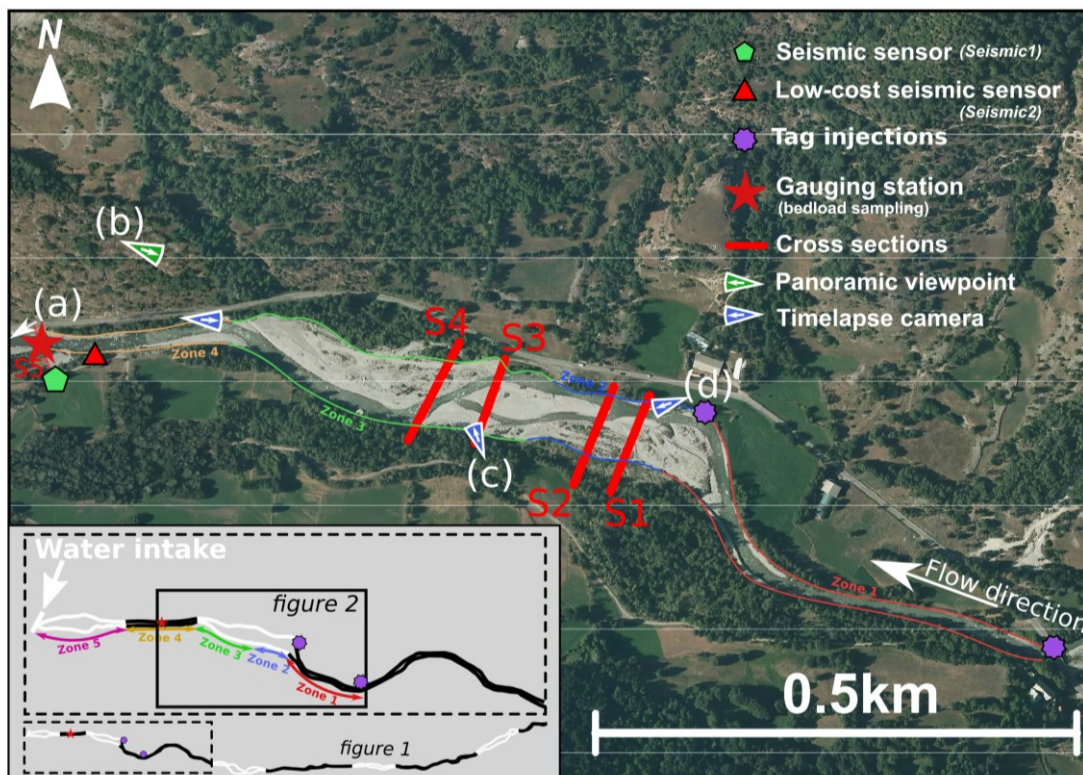 N
Seismic sensor (Seismic1)
Low-cost seismic sensor
(Seismic2)
Tag injections
Gauging station
(bedload sampling)
Cross sections
Panoramic viewpoint
Timelapse camera
(b)
(a)
S5
Zone 4
S4
S3
Zone 2
(d)
Zone 3
(c)
S2
S1
Zone 1
Flow direction
0.5km
Water intake
figure 2
Zone 5
Zone 4
Zone 3
Zone 2
Zone 1
figure 1